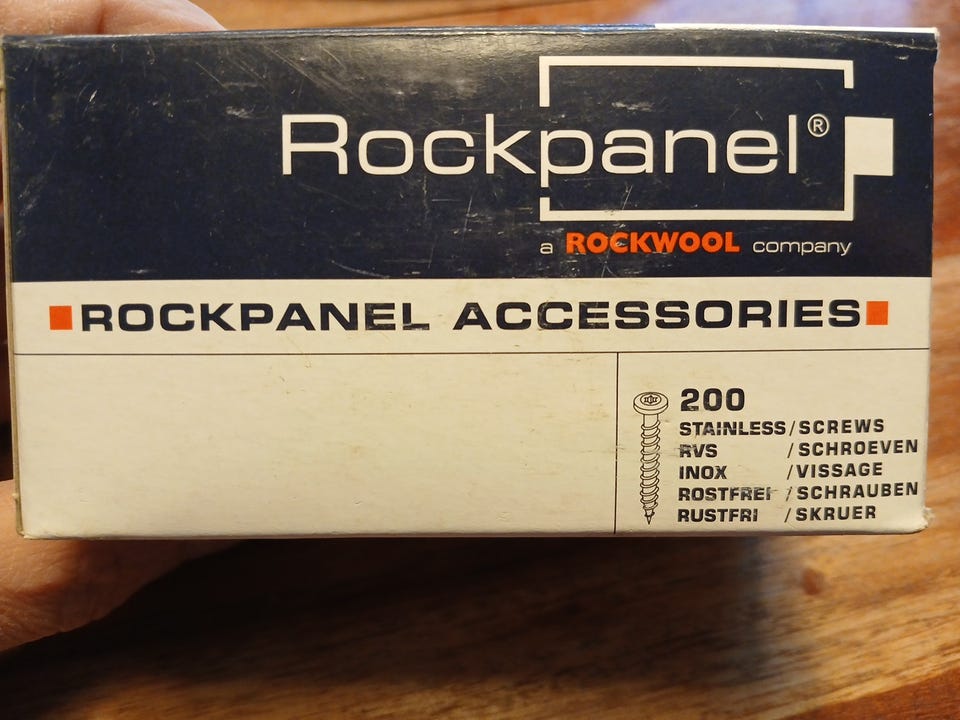 Rockpanel®
a ROCKWOOL company
ROCKPANEL ACCESSORIES
200
STAINLESS/SCREWS
RVS /SCHROEVEN
INOX /VISSAGE
ROSTFREI /SCHRAUBEN
RUSTFRI /SKRUER